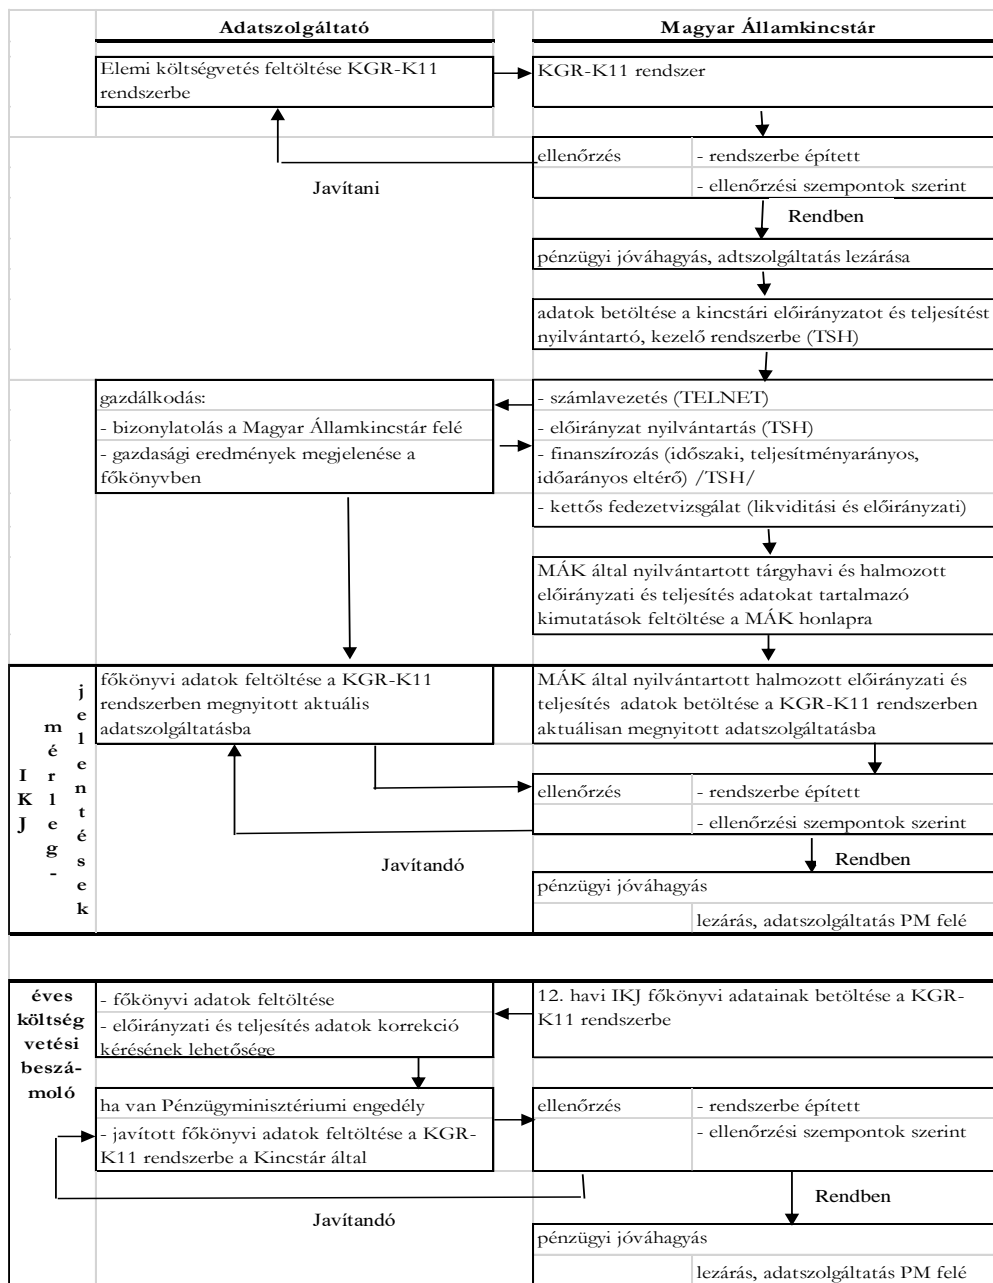 Adatszolgáltató
Magyar Államkincstár
Elemi költségvetés feltöltése KGR-K11
rendszerbe
KGR-K11 rendszer
ellenőrzés
- rendszerbe épített
- ellenőrzési szempontok szerint
Javítani
Rendben
pénzügyi jóváhagyás, adtszolgáltatás lezárása
adatok betöltése a kincstári előirányzatot és teljesítést
nyilvántartó, kezelő rendszerbe (TSH)
gazdálkodás:
- bizonylatolás a Magyar Államkincstár felé
- gazdasági eredmények megjelenése a
főkönyvben
- számlavezetés (TELNET)
- előirányzat nyilvántartás (TSH)
- finanszírozás (időszaki, teljesítményarányos,
időarányos eltérő) /TSH/
- kettős fedezetvizsgálat (likviditási és előirányzati)
MÁK által nyilvántartott tárgyhavi és halmozott
előirányzati és teljesítés adatokat tartalmazó
kimutatások feltöltése a MÁK honlapra
IKJ
mérleg-
jelentések
főkönyvi adatok feltöltése a KGR-K11
rendszerben megnyitott aktuális
adatszolgáltatásba
MÁK által nyilvántartott halmozott előirányzati és
teljesítés adatok betöltése a KGR-K11 rendszerben
aktuálisan megnyitott adatszolgáltatásba
ellenőrzés
- rendszerbe épített
- ellenőrzési szempontok szerint
Javítandó
Rendben
pénzügyi jóváhagyás
lezárás, adatszolgáltatás PM felé
éves
költség
vetési
beszá-
moló
- főkönyvi adatok feltöltése
- előirányzati és teljesítés adatok korrekció
kérésének lehetősége
12. havi IKJ főkönyvi adatainak betöltése a KGR-
K11 rendszerbe
ha van Pénzügyminisztériumi engedély
- javított főkönyvi adatok feltöltése a KGR-
K11 rendszerbe a Kincstár által
ellenőrzés
- rendszerbe épített
- ellenőrzési szempontok szerint
Javítandó
Rendben
pénzügyi jóváhagyás
lezárás, adatszolgáltatás PM felé